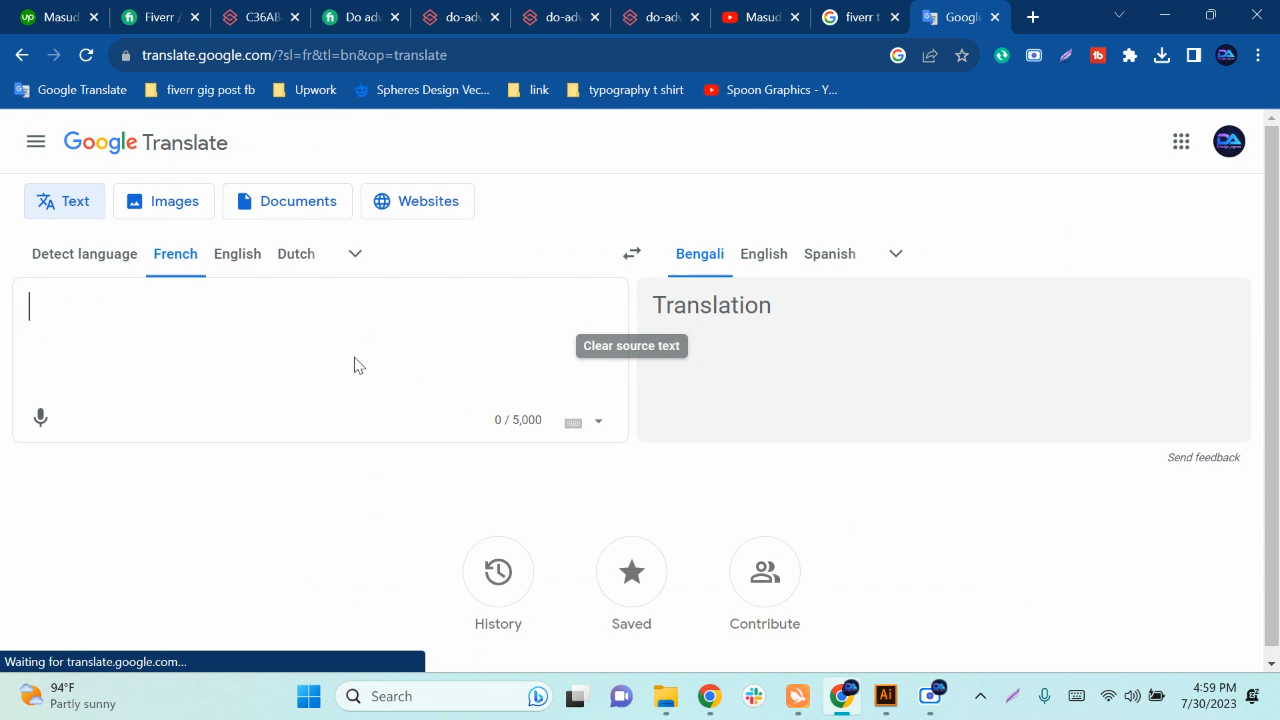 Masud
Fiverr /
C36AB
Do adv
do-adv
do-adv
do-adv
Masud
fiverr t
Googl
translate.google.com/?sl=fr&tl=bn&op=translate
Google Translate
fiverr gig post fb
Upwork
Spheres Design Vec...
link
typography t shirt
Spoon Graphics - Y...
Google Translate
Text
Images
Documents
Websites
Detect language
French
English
Dutch
Bengali
English
Spanish
Translation
Clear source text
0 / 5,000
Send feedback
History
Saved
Contribute
Waiting for translate.google.com...
94°F
Partly sunny
Search
4:59 PM
7/30/2023